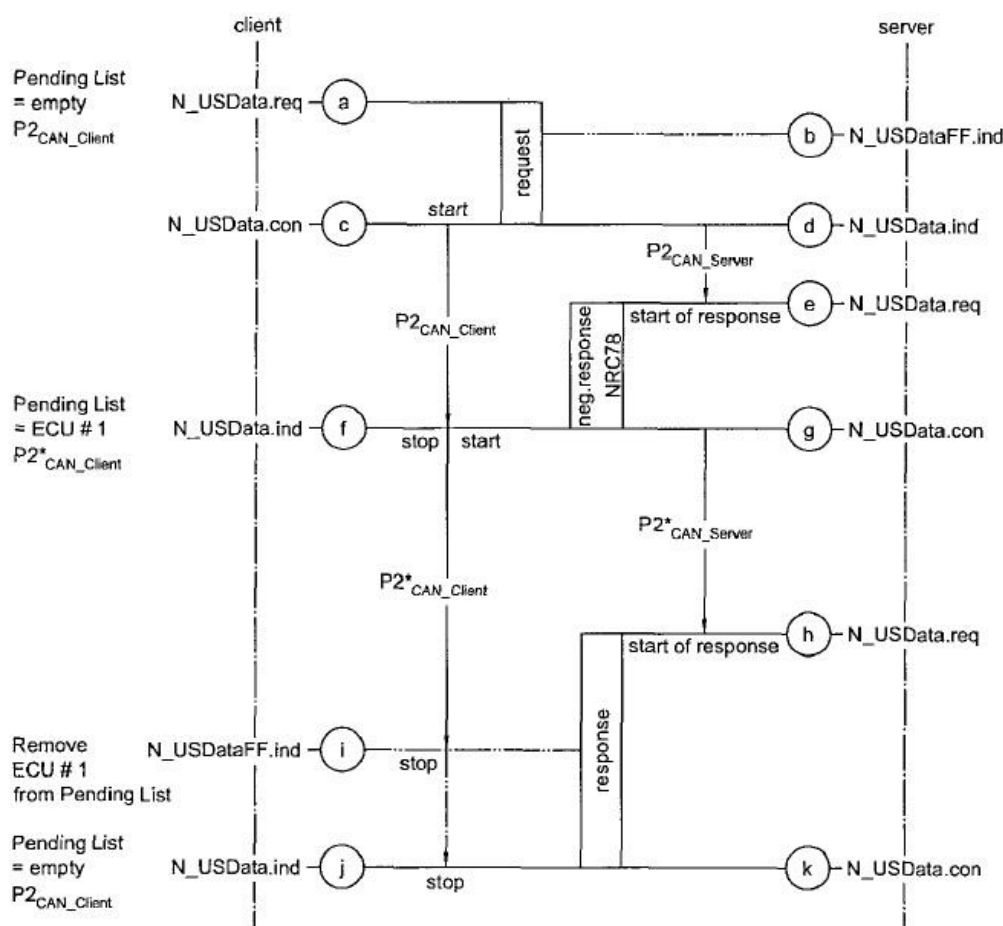 client
server
Pending List
= empty
P2CAN_Client
N_USData.req
a
request
b
N_USDataFF.ind
N_USData.con
c
start
d
N_USData.ind
P2CAN_Server
e
N_USData.req
start of response
P2CAN_Client
neg.response
NRC78
Pending List
= ECU # 1
P2*CAN_Client
N_USData.ind
f
stop
start
g
N_USData.con
P2*CAN_Server
P2*CAN_Client
h
N_USData.req
start of response
response
Remove
ECU # 1
from Pending List
N_USDataFF.ind
i
stop
Pending List
= empty
P2CAN_Client
N_USData.ind
j
stop
k
N_USData.con